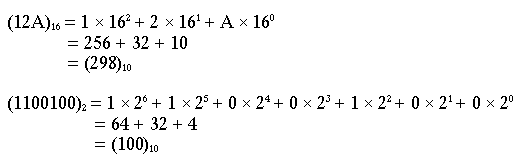 (12A)₁₆ = 1 × 16² + 2 × 16¹ + A × 16⁰
= 256 + 32 + 10
= (298)₁₀
(1100100)₂ = 1 × 2⁶ + 1 × 2⁵ + 0 × 2⁴ + 0 × 2³ + 1 × 2² + 0 × 2¹ + 0 × 2⁰
= 64 + 32 + 4
= (100)₁₀